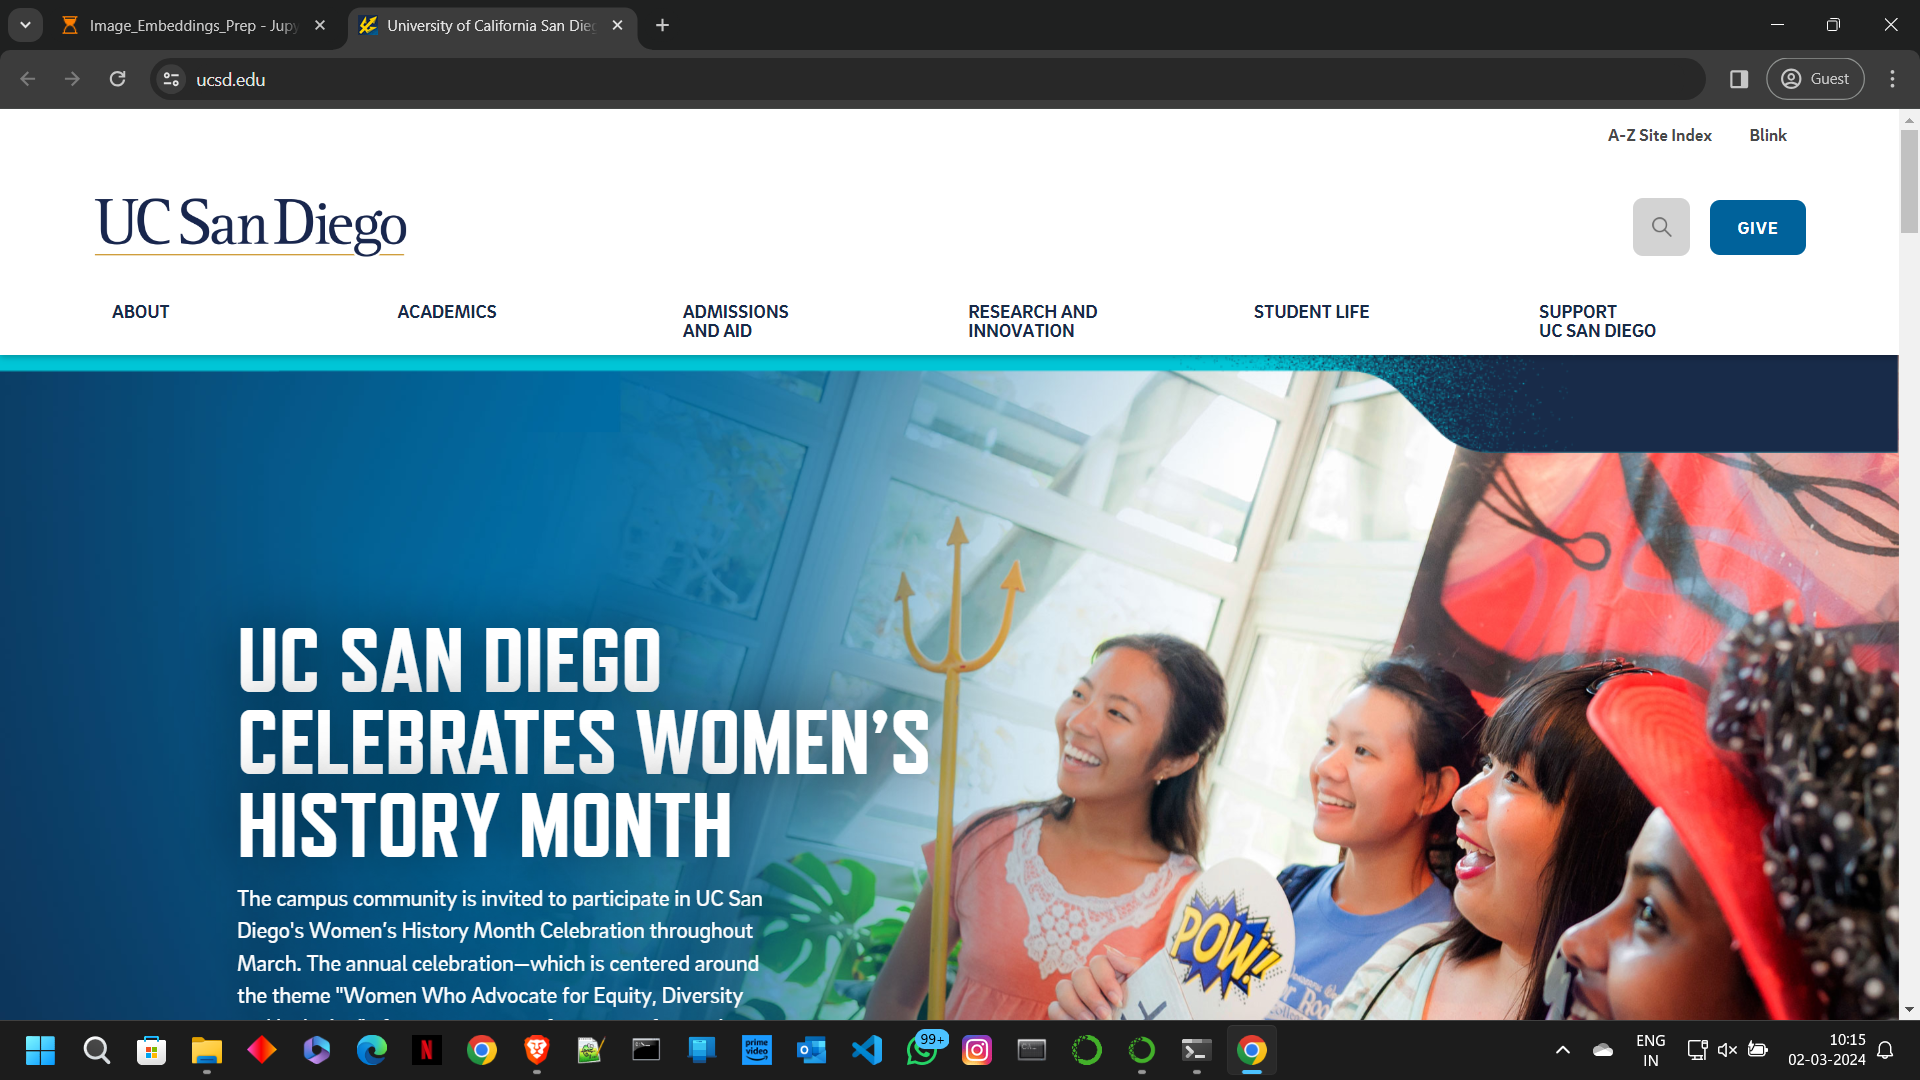 Image_Embeddings_Prep - Jupy
University of California San Die
ucsd.edu
Guest
A-Z Site Index
Blink
UC San Diego
GIVE
ABOUT
ACADEMICS
ADMISSIONS
AND AID
RESEARCH AND
INNOVATION
STUDENT LIFE
SUPPORT
UC SAN DIEGO
UC SAN DIEGO
CELEBRATES WOMEN’S
HISTORY MONTH
The campus community is invited to participate in UC San
Diego's Women's History Month Celebration throughout
March. The annual celebration—which is centered around
the theme "Women Who Advocate for Equity, Diversity
POW!
prime
video
99+
ENG
IN
10:15
02-03-2024